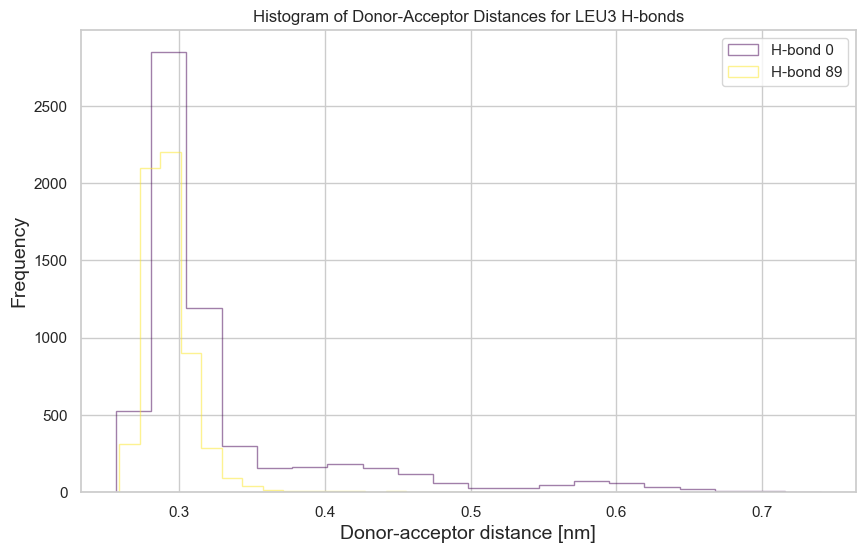 Histogram of Donor-Acceptor Distances for LEU3 H-bonds
H-bond 0
H-bond 89
Frequency
2500
2000
1500
1000
500
0
0.3 0.4 0.5 0.6 0.7
Donor-acceptor distance [nm]